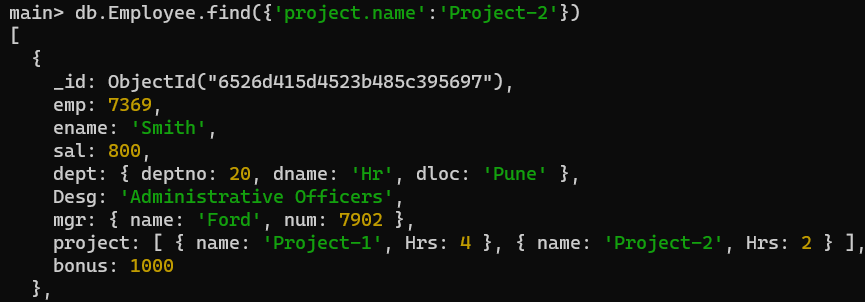 main> db.Employee.find({'project.name':'Project-2'})
[
  {
    _id: ObjectId("6526d415d4523b485c395697"),
    emp: 7369,
    ename: 'Smith',
    sal: 800,
    dept: { deptno: 20, dname: 'Hr', dloc: 'Pune' },
    Desg: 'Administrative Officers',
    mgr: { name: 'Ford', num: 7902 },
    project: [ { name: 'Project-1', Hrs: 4 }, { name: 'Project-2', Hrs: 2 } ],
    bonus: 1000
  },